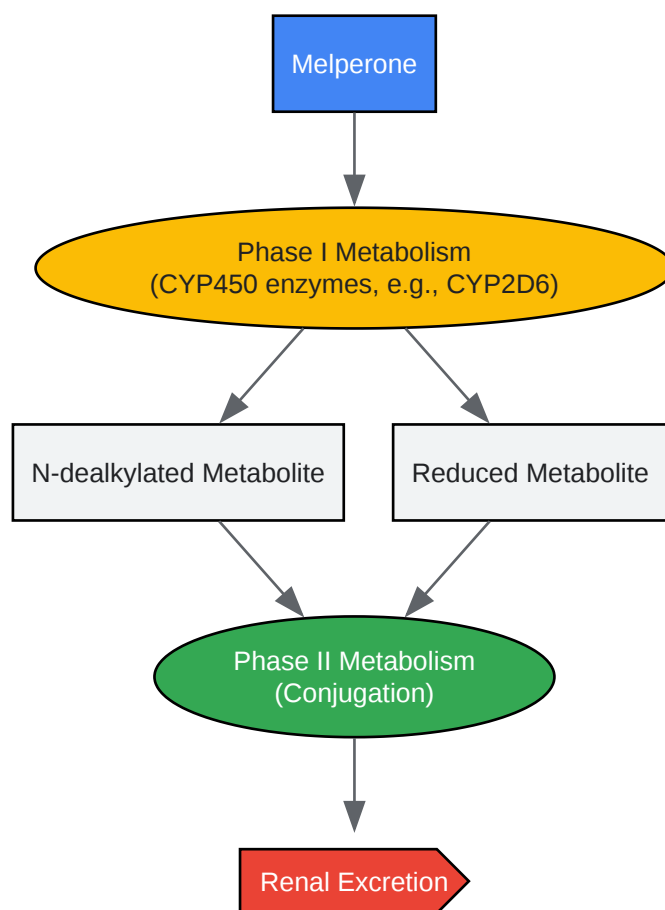 Melperone
Phase I Metabolism
(CYP450 enzymes, e.g., CYP2D6)
N-dealkylated Metabolite
Reduced Metabolite
Phase II Metabolism
(Conjugation)
Renal Excretion